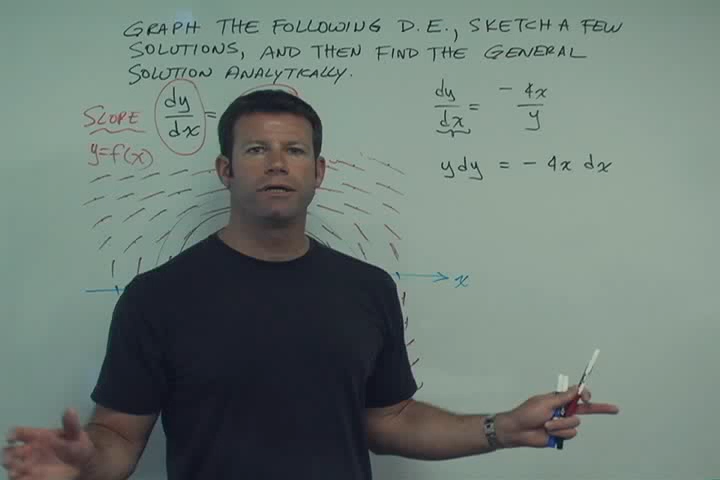 GRAPH THE FOLLOWING D.E., SKETCH A FEW
SOLUTIONS, AND THEN FIND THE GENERAL
SOLUTION ANALYTICALLY.
SLOPE dy/dx =
y=f(x)
dy/dx = -4x/y
ydy = -4x dx
x